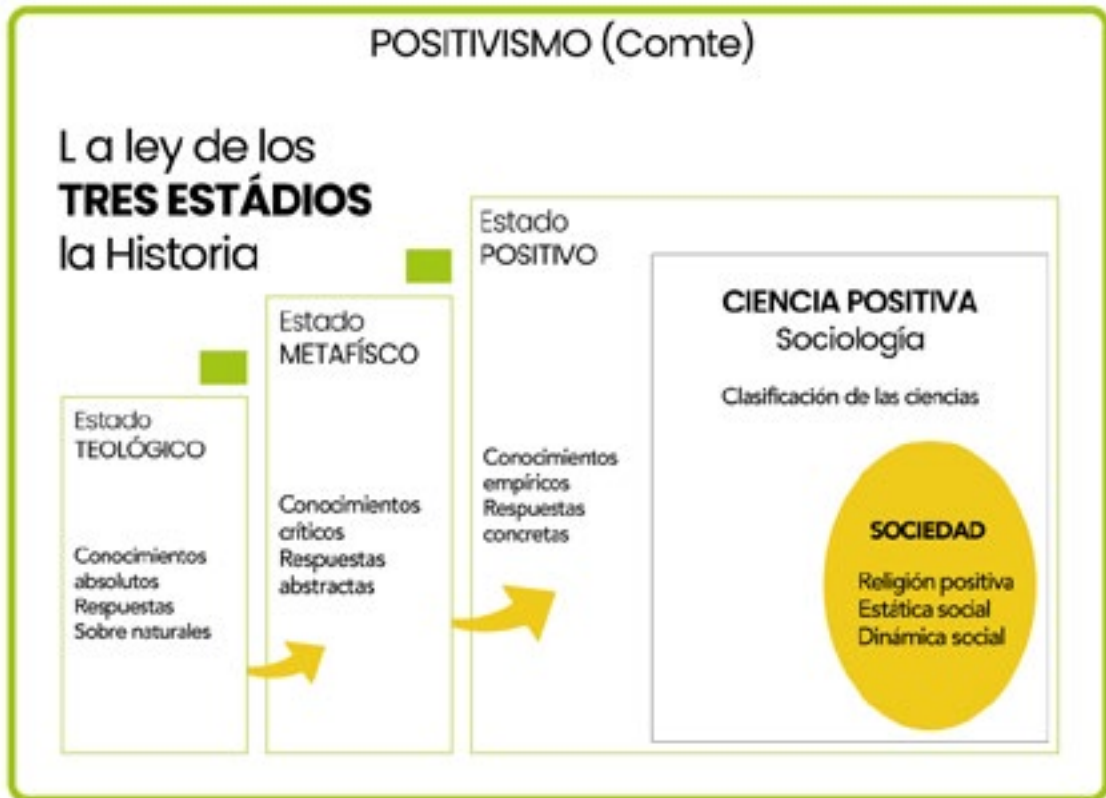 POSITIVISMO (Comte)
L a ley de los
TRES ESTÁDIOS
la Historia
Estado
TEOLÓGICO
Conocimientos
absolutos
Respuestas
Sobre naturales
Estado
METAFÍSCO
Conocimientos
críticos
Respuestas
abstractas
Estado
POSITIVO
Conocimientos
empíricos
Respuestas
concretas
CIENCIA POSITIVA
Sociología
Clasificación de las ciencias
SOCIEDAD
Religión positiva
Estática social
Dinámica social